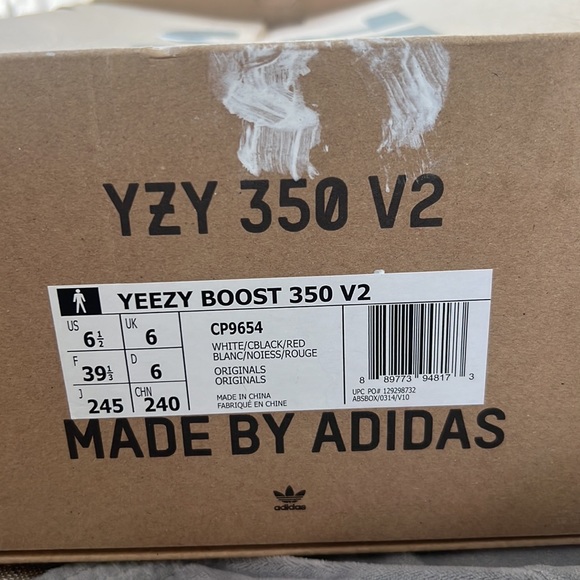 YZY 350 V2
YEEZY BOOST 350 V2
US 6½ UK 6
F 39⅓ D 6
J 245 CHN 240
CP9654
WHITE/CBLACK/RED
BLANC/NOIESS/ROUGE
ORIGINALS
ORIGINALS
MADE IN CHINA
FABRIQUÉ EN CHINE
8 89773 94817 3
UPC PO# 129298732
ABSBOX/0314/V10
MADE BY ADIDAS
adidas